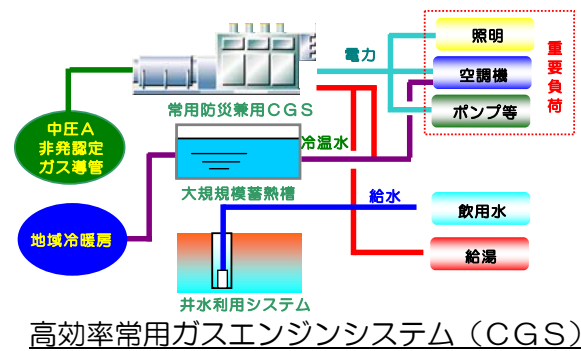 照明
電力
空調機
重要負荷
常用防災兼用ＣＧＳ
ポンプ等
中圧Ａ
非発認定
ガス導管
冷温水
大規規模蓄熱槽
給水
飲用水
地域冷暖房
給湯
井水利用システム
高効率常用ガスエンジンシステム（ＣＧＳ）